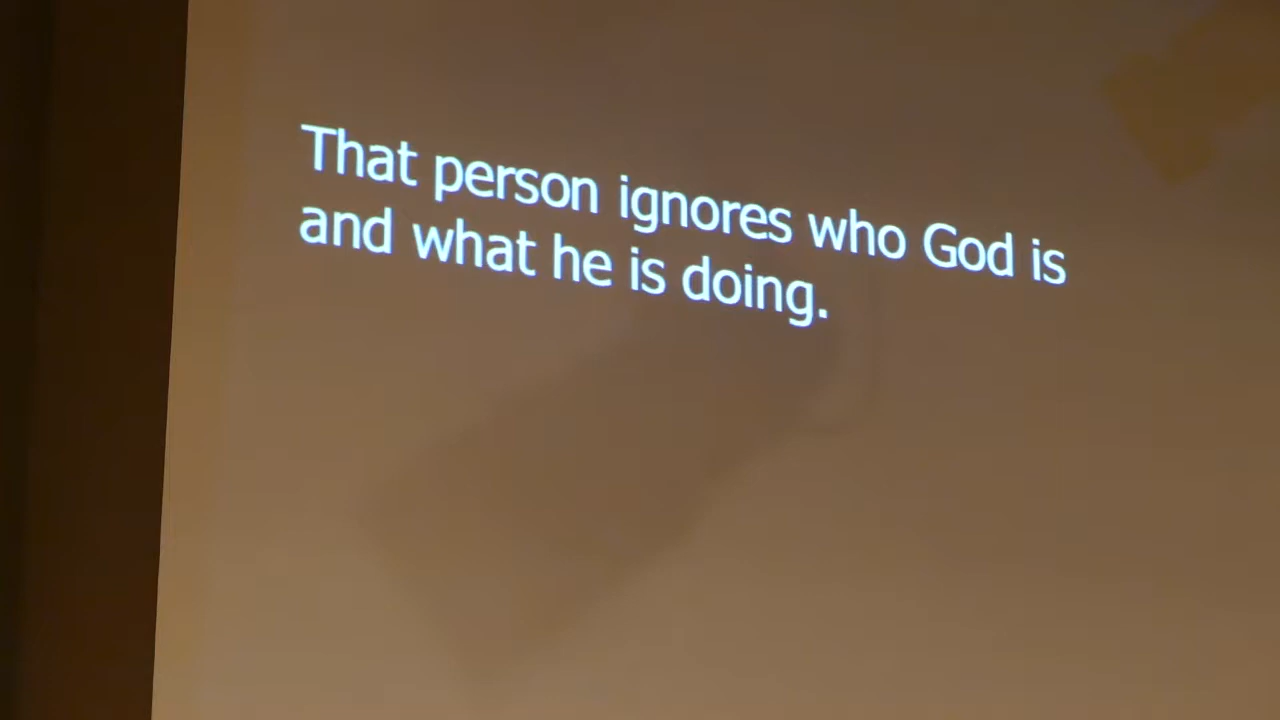 That person ignores who God is
and what he is doing.